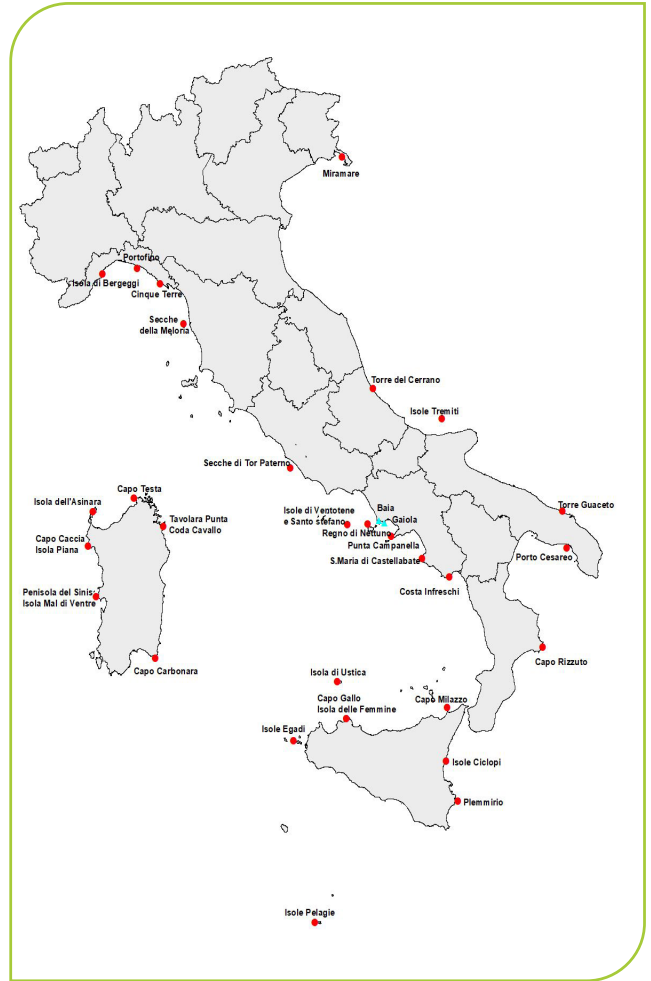 Miramare
Portofino
Isola di Bergeggi
Cinque Terre
Secche
della Meloria
Torre del Cerrano
Isole Tremiti
Secche di Tor Paterno
Capo Testa
Isola dell'Asinara
Tavolara Punta
Coda Cavallo
Capo Caccia
Isola Piana
Penisola del Sinis:
Isola Mal di Ventre
Capo Carbonara
Isole di Ventotene
e Santo stefano
Baia
Gaiola
Regno di Nettuno
Punta Campanella
S.Maria di Castellabate
Costa Infreschi
Torre Guaceto
Porto Cesareo
Capo Rizzuto
Isola di Ustica
Capo Gallo
Isola delle Femmine
Capo Milazzo
Isole Egadi
Isole Ciclopi
Plemmirio
Isole Pelagie